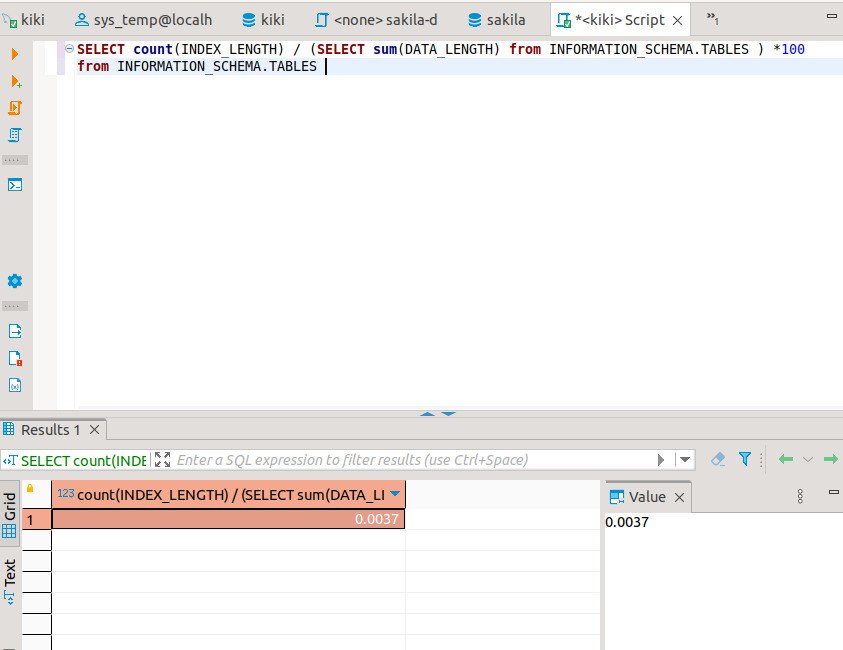 kiki sys_temp@localh kiki <none> sakila-d sakila *<kiki> Script »1
SELECT count(INDEX_LENGTH) / (SELECT sum(DATA_LENGTH) from INFORMATION_SCHEMA.TABLES ) *100
from INFORMATION_SCHEMA.TABLES
Results 1
SELECT count(INDE Enter a SQL expression to filter results (use Ctrl+Space)
Grid
Text
123 count(INDEX_LENGTH) / (SELECT sum(DATA_LI
1 0.0037
Value
0.0037